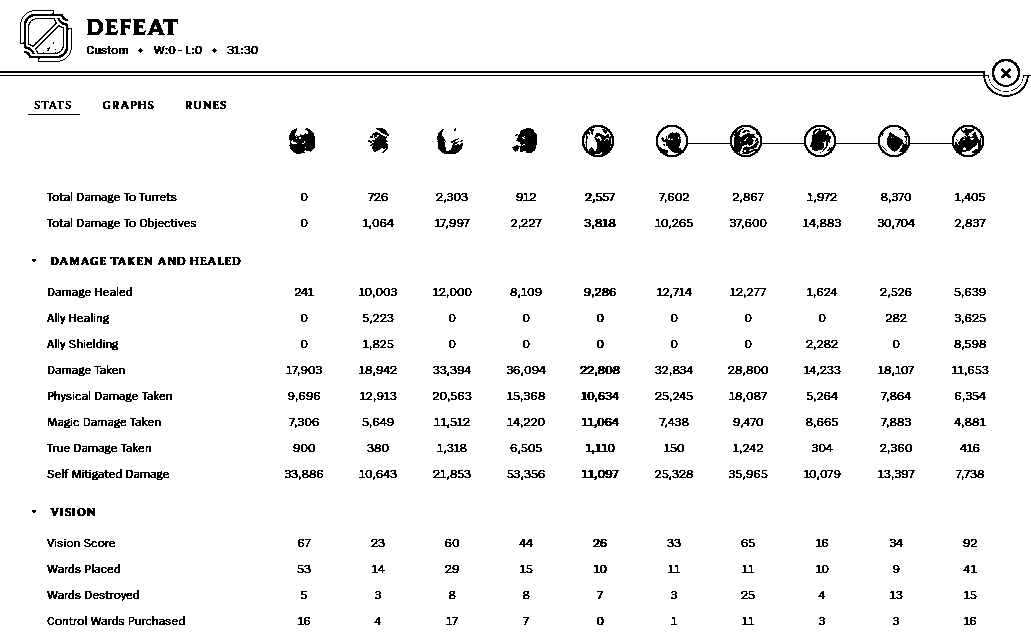 DEFEAT
Custom • W:0 - L:0 • 31:30
STATS GRAPHS RUNES
Total Damage To Turrets 0 726 2,303 912 2,557 7,602 2,867 1,972 8,370 1,405
Total Damage To Objectives 0 1,064 17,997 2,227 3,818 10,265 37,600 14,883 30,704 2,837
DAMAGE TAKEN AND HEALED
Damage Healed 241 10,003 12,000 8,109 9,286 12,714 12,277 1,624 2,526 5,639
Ally Healing 0 5,223 0 0 0 0 0 0 282 3,625
Ally Shielding 0 1,825 0 0 0 0 0 2,282 0 8,598
Damage Taken 17,903 18,942 33,394 36,094 22,808 32,834 28,800 14,233 18,107 11,653
Physical Damage Taken 9,696 12,913 20,563 15,368 10,634 25,245 18,087 5,264 7,864 6,354
Magic Damage Taken 7,306 5,649 11,512 14,220 11,064 7,438 9,470 8,665 7,883 4,881
True Damage Taken 900 380 1,318 6,505 1,110 150 1,242 304 2,360 416
Self Mitigated Damage 33,886 10,643 21,853 53,356 11,097 25,328 35,965 10,079 13,397 7,738
VISION
Vision Score 67 23 60 44 26 33 65 16 34 92
Wards Placed 53 14 29 15 10 11 11 10 9 41
Wards Destroyed 5 3 8 8 7 3 25 4 13 15
Control Wards Purchased 16 4 17 7 0 1 11 3 3 16